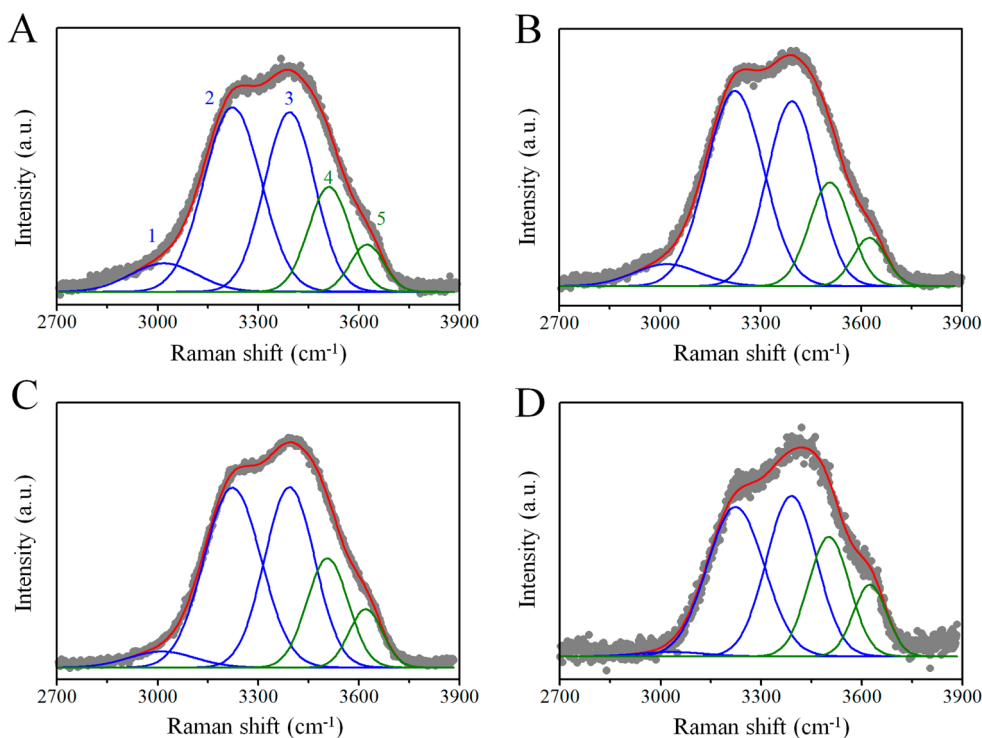 A
Intensity (a.u.)
1
2
3
4
5
2700 3000 3300 3600 3900
Raman shift (cm⁻¹)
B
Intensity (a.u.)
2700 3000 3300 3600 3900
Raman shift (cm⁻¹)
C
Intensity (a.u.)
2700 3000 3300 3600 3900
Raman shift (cm⁻¹)
D
Intensity (a.u.)
2700 3000 3300 3600 3900
Raman shift (cm⁻¹)